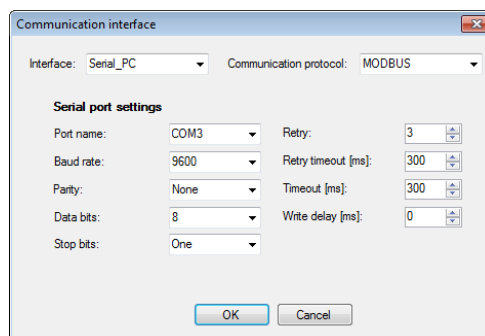 Communication interface
Interface: Serial_PC Communication protocol: MODBUS
Serial port settings
Port name: COM3 Retry: 3
Baud rate: 9600 Retry timeout [ms]: 300
Parity: None Timeout [ms]: 300
Data bits: 8 Write delay [ms]: 0
Stop bits: One
OK Cancel